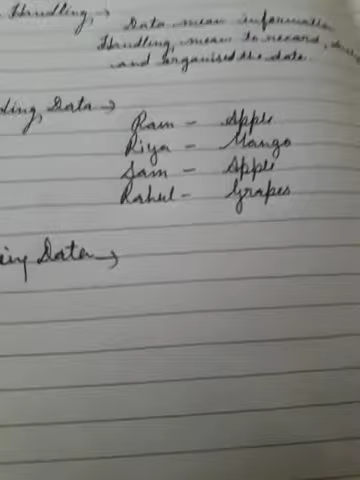 Handling, → Data mean information
Handling, mean to record,
and organised the data
ding, Data →
Ram – Apple
Riya – Mango
Sam – Apple
Rahul – Grapes
ing Data →